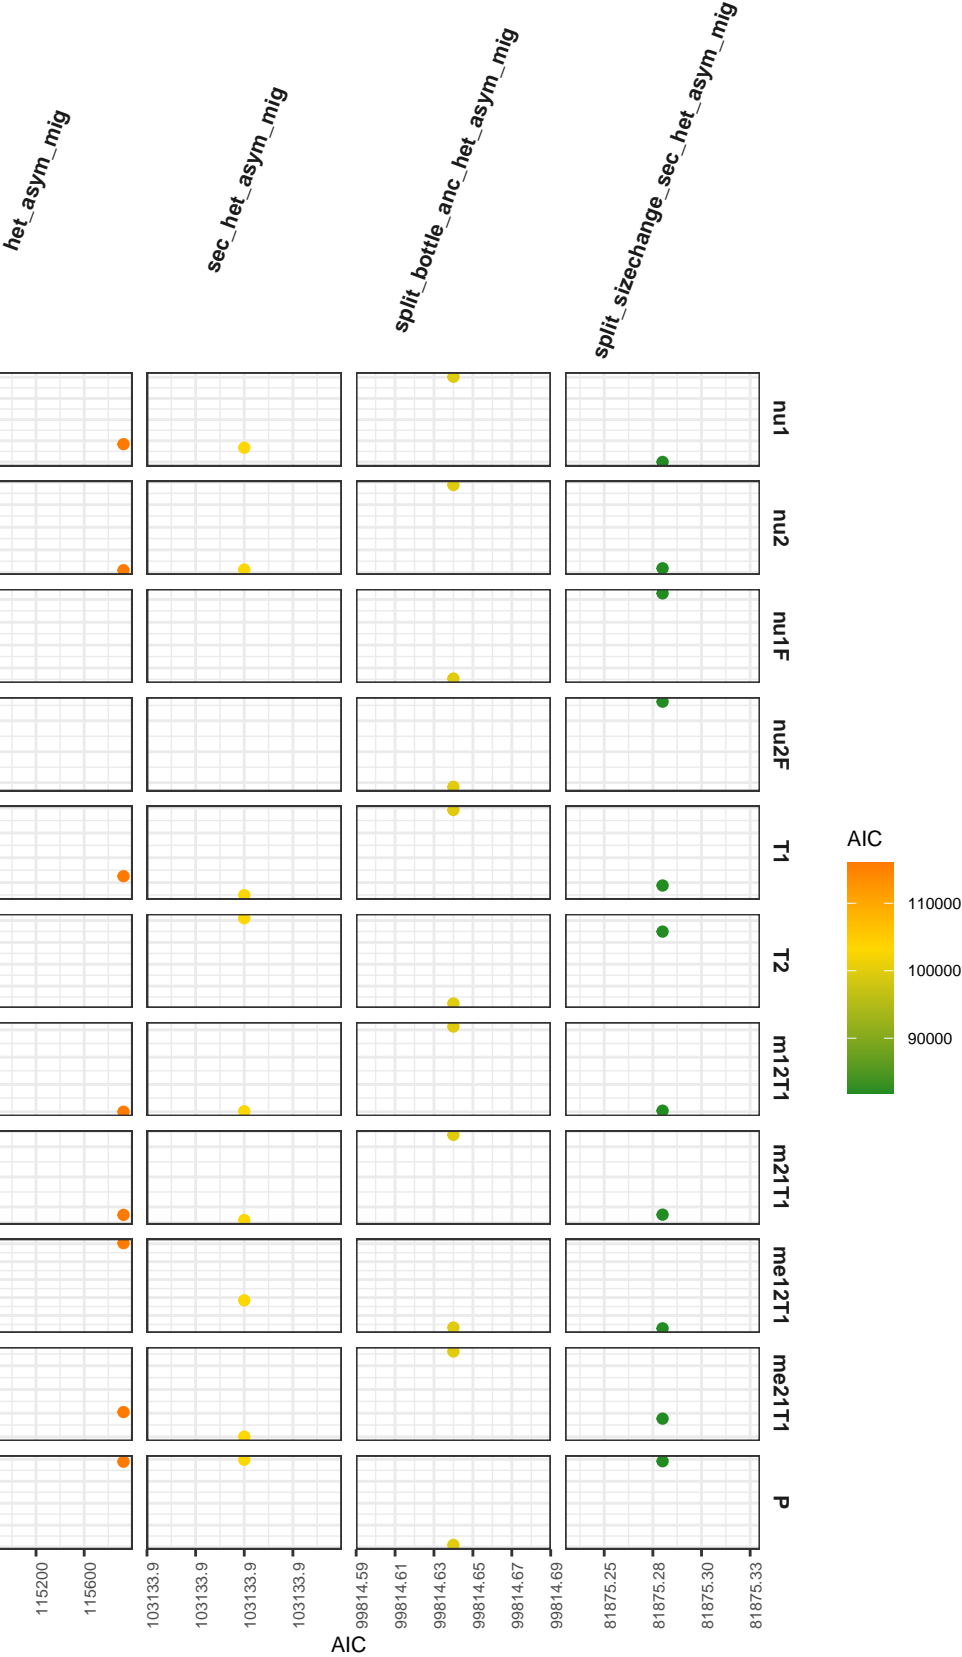 het_asym_mig
sec_het_asym_mig
split_bottle_anc_het_asym_mig
split_sizechange_sec_het_asym_mig
nu1
nu2
nu1F
nu2F
T1
T2
m12T1
m21T1
me12T1
me21T1
P
115200
115600
103133.9
103133.9
103133.9
103133.9
99814.59
99814.61
99814.63
99814.65
99814.67
99814.69
81875.25
81875.28
81875.30
81875.33
AIC
AIC
110000
100000
90000